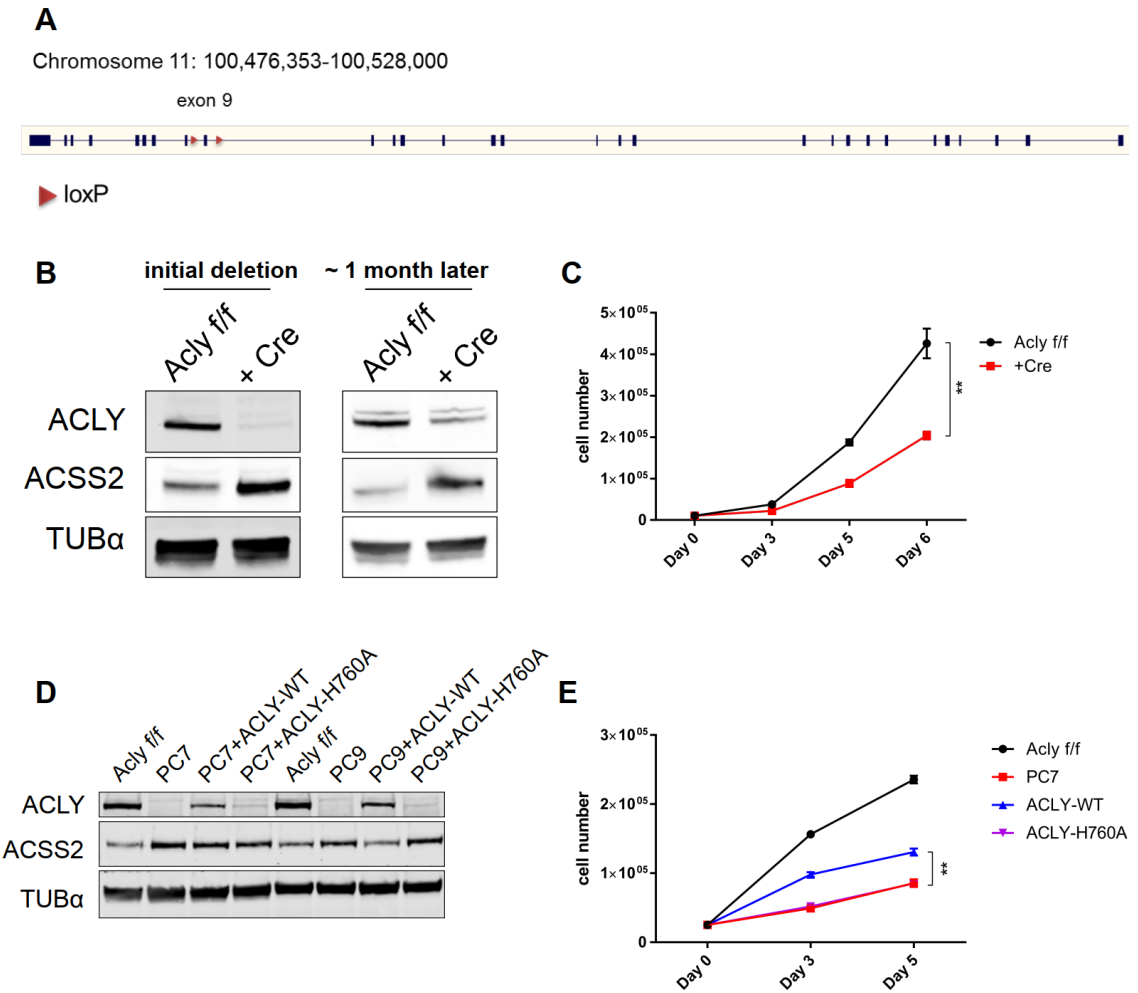 A
Chromosome 11: 100,476,353-100,528,000
exon 9
loxP
B
initial deletion
~ 1 month later
Acly f/f
+ Cre
Acly f/f
+ Cre
ACLY
ACSS2
TUBα
C
5×10^05
4×10^05
3×10^05
2×10^05
1×10^05
0
cell number
Day 0
Day 3
Day 5
Day 6
Acly f/f
+Cre
**
D
Acly f/f
PC7
PC7+ACLY-WT
PC7+ACLY-H760A
Acly f/f
PC9
PC9+ACLY-WT
PC9+ACLY-H760A
ACLY
ACSS2
TUBα
E
3×10^05
2×10^05
1×10^05
0
cell number
Day 0
Day 3
Day 5
Acly f/f
PC7
ACLY-WT
ACLY-H760A
**